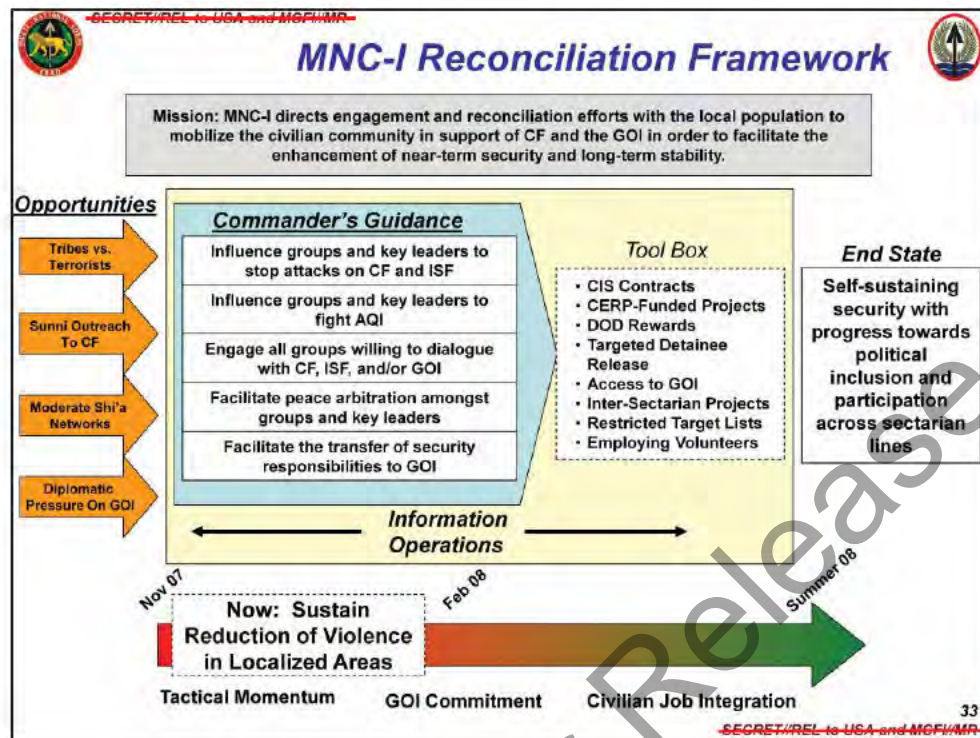 SECRET//REL to USA and MCFI//MR
MNC-I Reconciliation Framework
Mission: MNC-I directs engagement and reconciliation efforts with the local population to
mobilize the civilian community in support of CF and the GOI in order to facilitate the
enhancement of near-term security and long-term stability.
Opportunities
Tribes vs.
Terrorists
Sunni Outreach
To CF
Moderate Shi'a
Networks
Diplomatic
Pressure On GOI
Commander's Guidance
Influence groups and key leaders to
stop attacks on CF and ISF
Influence groups and key leaders to
fight AQI
Engage all groups willing to dialogue
with CF, ISF, and/or GOI
Facilitate peace arbitration amongst
groups and key leaders
Facilitate the transfer of security
responsibilities to GOI
Tool Box
• CIS Contracts
• CERP-Funded Projects
• DOD Rewards
• Targeted Detainee
Release
• Access to GOI
• Inter-Sectarian Projects
• Restricted Target Lists
• Employing Volunteers
End State
Self-sustaining
security with
progress towards
political
inclusion and
participation
across sectarian
lines
Information
Operations
Nov 07
Feb 08
Summer 08
Now: Sustain
Reduction of Violence
in Localized Areas
Tactical Momentum
GOI Commitment
Civilian Job Integration
33
SECRET//REL to USA and MCFI//MR
Release